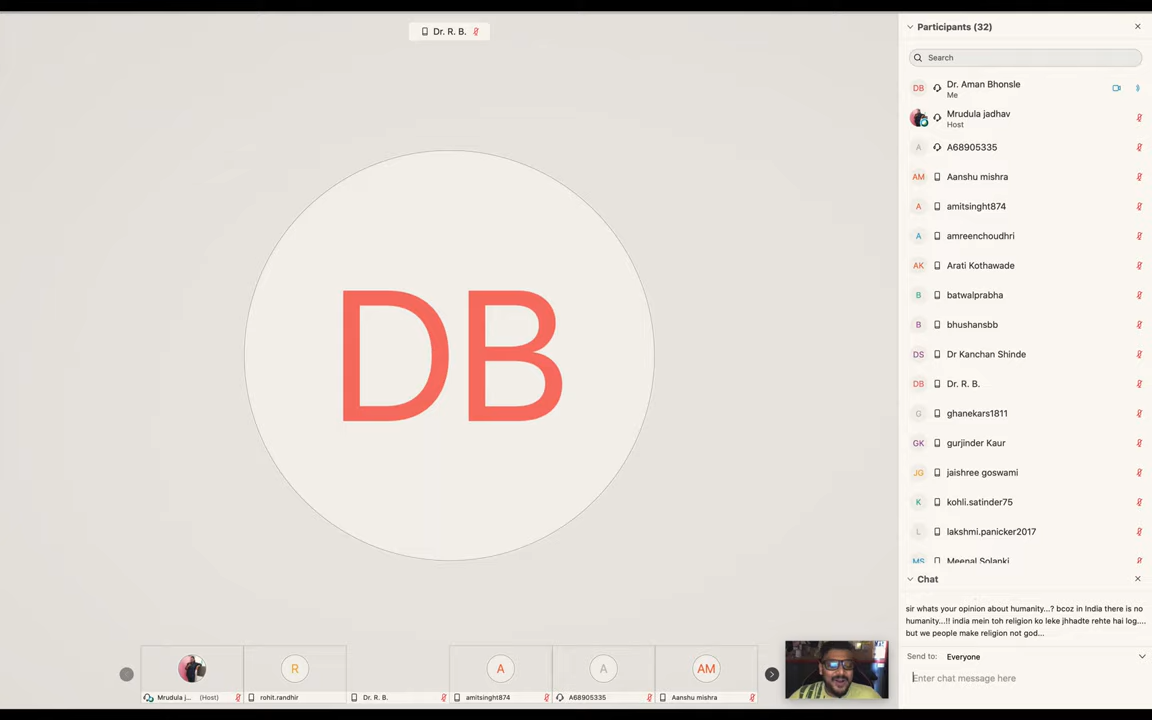 Dr. R. B.
DB
Participants (32)
Search
DB Dr. Aman Bhonsle
Me
Mrudula jadhav
Host
A A68905335
AM Aanshu mishra
A amitsinght874
A amreenchoudhri
AK Arati Kothawade
B batwalprabha
B bhushansbb
DS Dr Kanchan Shinde
DB Dr. R. B.
G ghanekars1811
GK gurjinder Kaur
JG jaishree goswami
K kohli.satinder75
L lakshmi.panicker2017
MS Meenal Solanki
Chat
sir whats your opinion about humanity...? bcoz in India there is no
humanity...!! india mein toh religion ko leke jhhadte rehte hai log....
but we people make religion not god...
Send to: Everyone
Enter chat message here
R
A
A
AM
Mrudula j... (Host)
rohit.randhir
Dr. R. B.
amitsinght874
A68905335
Aanshu mishra